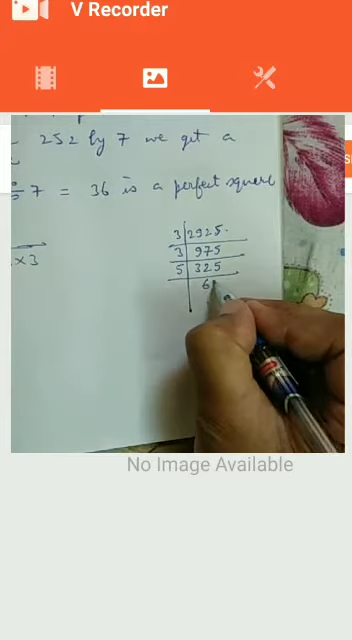 V Recorder
252 by 7 we get a
7 = 36 is a perfect square
×3
3 2925
3 975
5 325
6
No Image Available